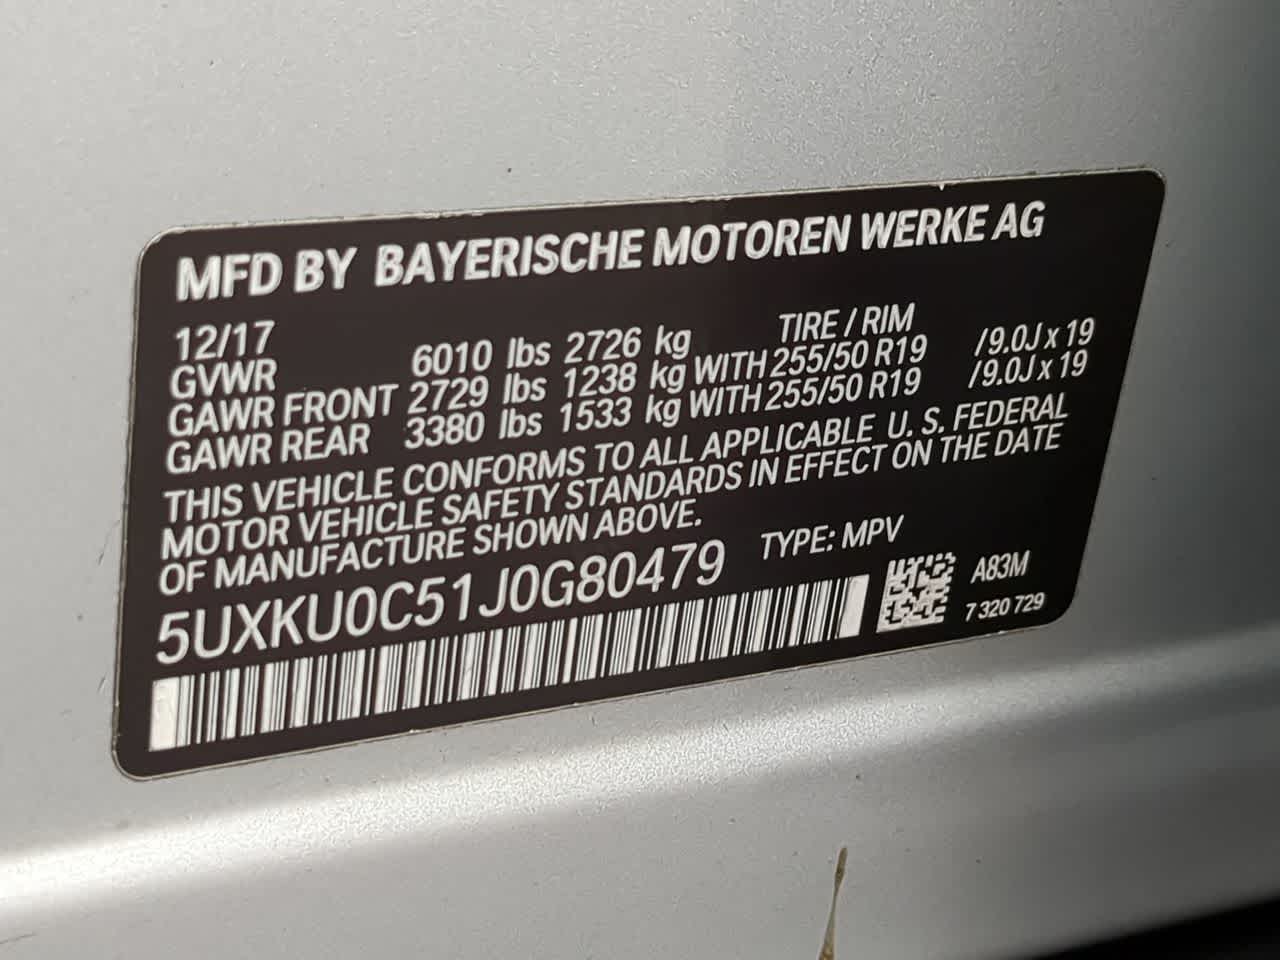 MFD BY BAYERISCHE MOTOREN WERKE AG
12/17 TIRE / RIM
GVWR 6010 lbs 2726 kg
GAWR FRONT 2729 lbs 1238 kg WITH 255/50 R19 /9.0J x 19
GAWR REAR 3380 lbs 1533 kg WITH 255/50 R19 /9.0J x 19
THIS VEHICLE CONFORMS TO ALL APPLICABLE U. S. FEDERAL
MOTOR VEHICLE SAFETY STANDARDS IN EFFECT ON THE DATE
OF MANUFACTURE SHOWN ABOVE.
5UXKU0C51J0G80479 TYPE: MPV
A83M
7 320 729